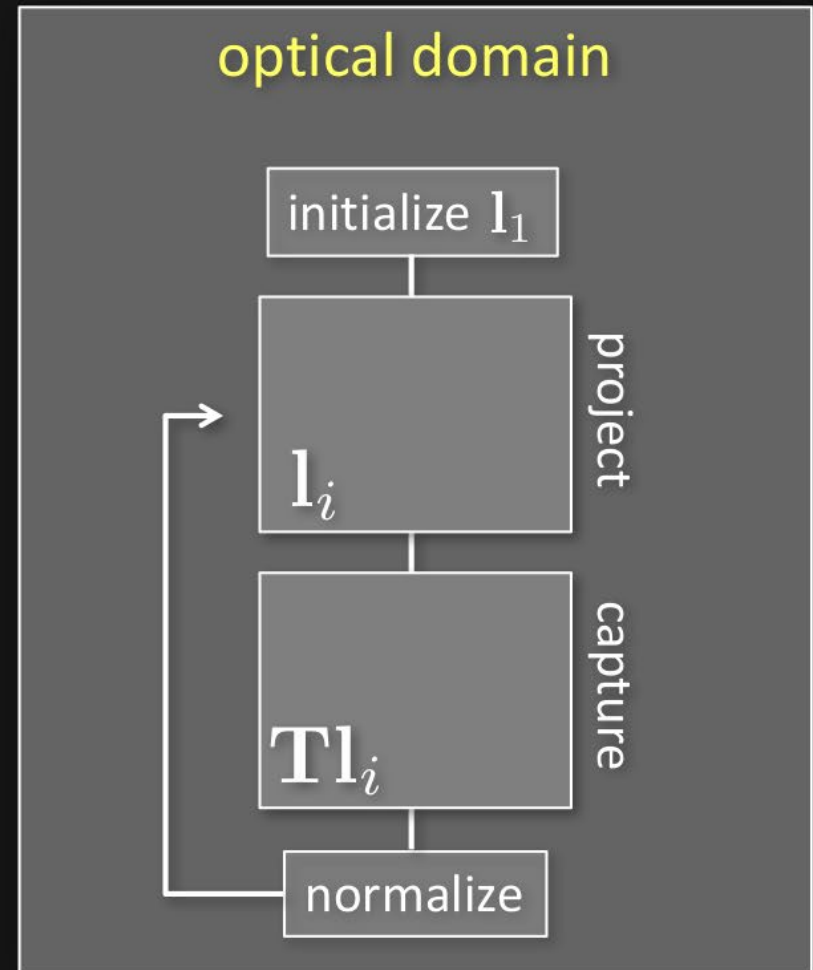 optical domain
initialize l₁
project
lᵢ
capture
Tlᵢ
normalize